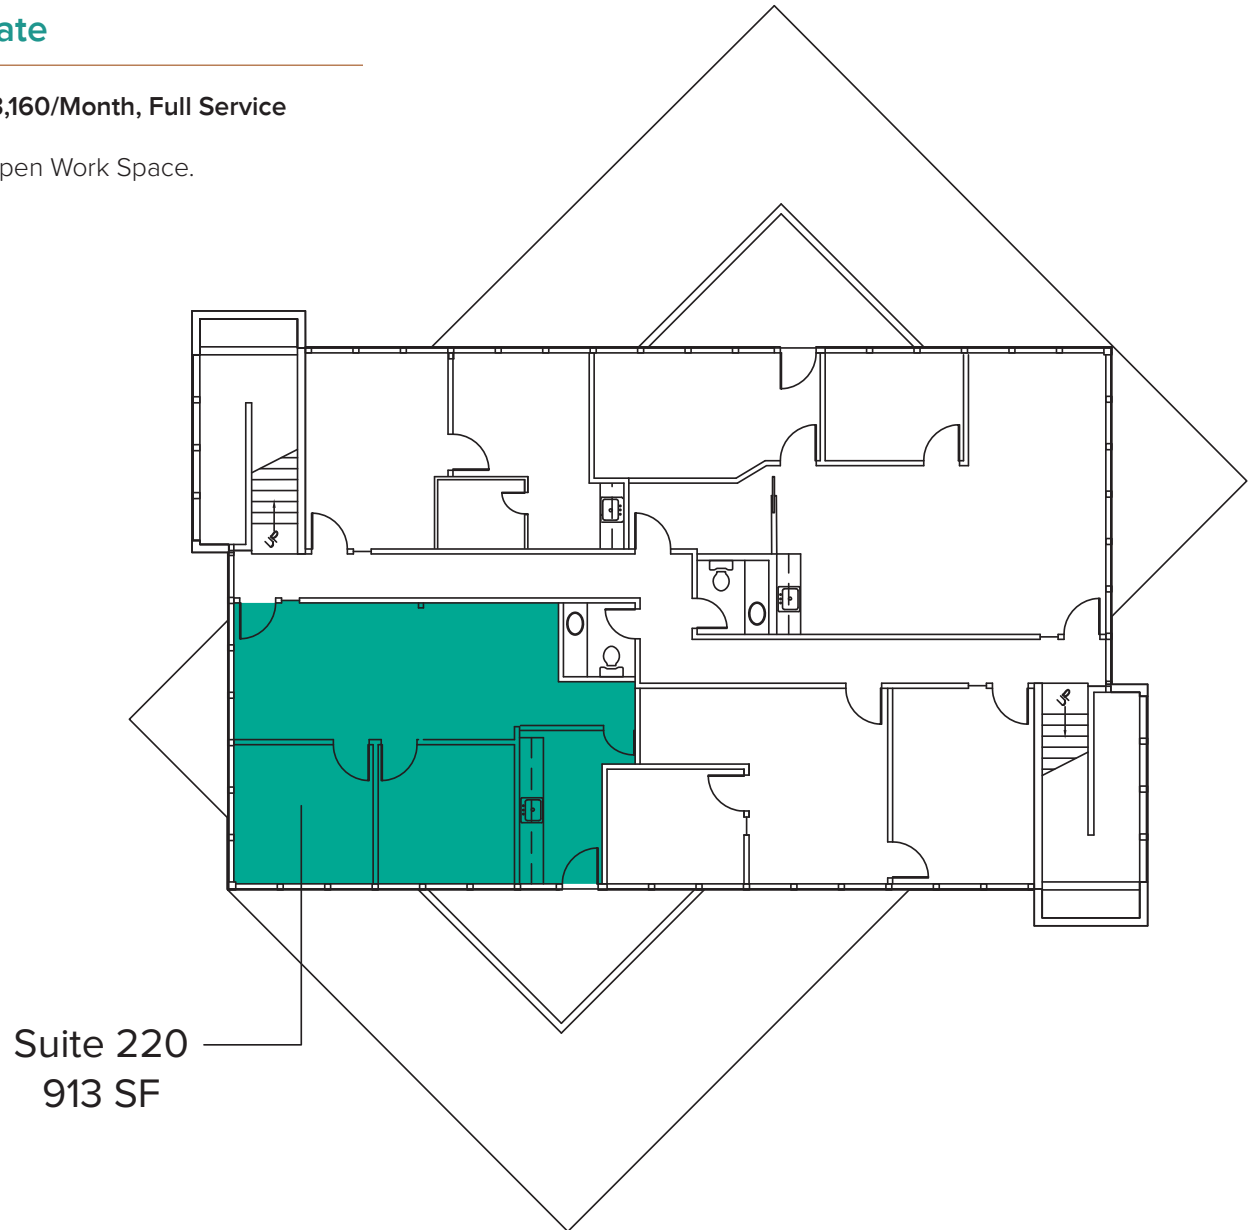 ate
3,160/Month, Full Service
pen Work Space.
UP
UP
Suite 220
913 SF